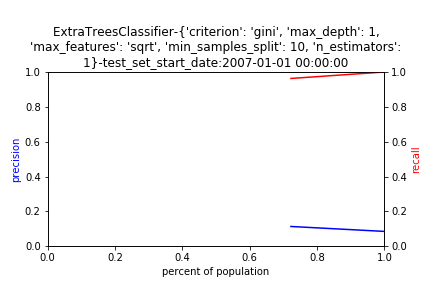 ExtraTreesClassifier-{'criterion': 'gini', 'max_depth': 1,
'max_features': 'sqrt', 'min_samples_split': 10, 'n_estimators':
1}-test_set_start_date:2007-01-01 00:00:00
1.0
0.8
0.6
0.4
0.2
0.0
precision
1.0
0.8
0.6
0.4
0.2
0.0
recall
0.0 0.2 0.4 0.6 0.8 1.0
percent of population